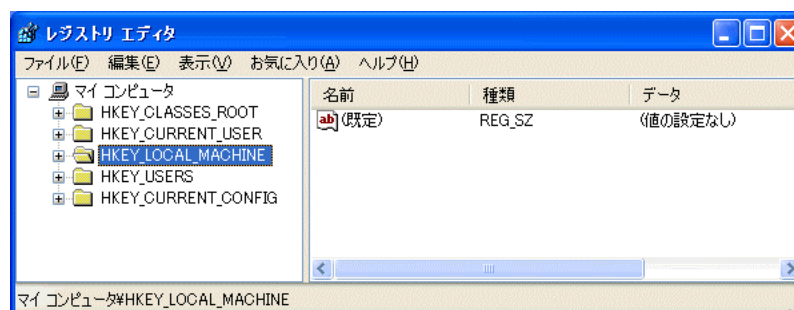 レジストリ エディタ
ファイル(F) 編集(E) 表示(V) お気に入り(A) ヘルプ(H)
マイ コンピュータ
HKEY_CLASSES_ROOT
HKEY_CURRENT_USER
HKEY_LOCAL_MACHINE
HKEY_USERS
HKEY_CURRENT_CONFIG
名前 種類 データ
ab (既定) REG_SZ (値の設定なし)
マイ コンピュータ¥HKEY_LOCAL_MACHINE